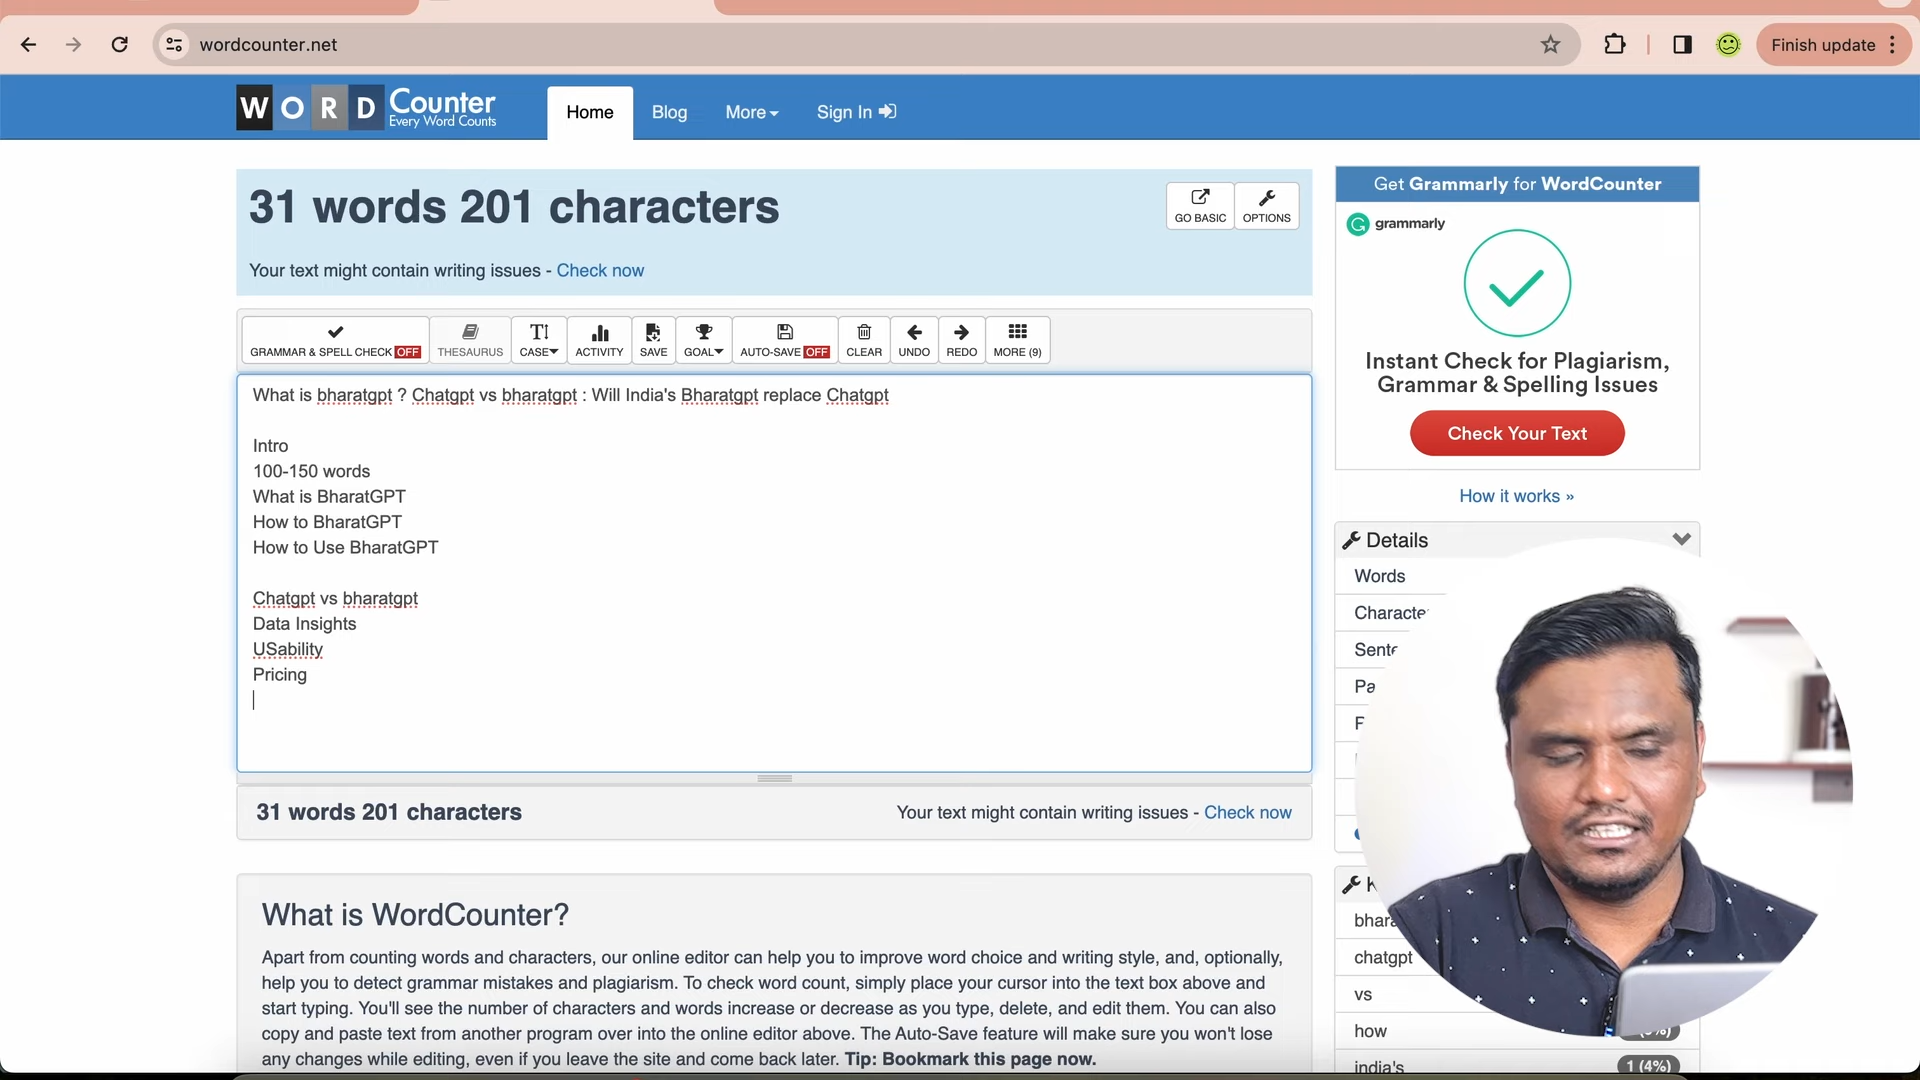 wordcounter.net
Finish update
WORD Counter
Every Word Counts
Home
Blog
More
Sign In
31 words 201 characters
GO BASIC
OPTIONS
Your text might contain writing issues - Check now
GRAMMAR & SPELL CHECK OFF
THESAURUS
CASE
ACTIVITY
SAVE
GOAL
AUTO-SAVE OFF
CLEAR
UNDO
REDO
MORE (9)
What is bharatgpt ? Chatgpt vs bharatgpt : Will India's Bharatgpt replace Chatgpt
Intro
100-150 words
What is BharatGPT
How to BharatGPT
How to Use BharatGPT
Chatgpt vs bharatgpt
Data Insights
USability
Pricing
31 words 201 characters
Your text might contain writing issues - Check now
What is WordCounter?
Apart from counting words and characters, our online editor can help you to improve word choice and writing style, and, optionally,
help you to detect grammar mistakes and plagiarism. To check word count, simply place your cursor into the text box above and
start typing. You'll see the number of characters and words increase or decrease as you type, delete, and edit them. You can also
copy and paste text from another program over into the online editor above. The Auto-Save feature will make sure you won't lose
any changes while editing, even if you leave the site and come back later. Tip: Bookmark this page now.
Get Grammarly for WordCounter
grammarly
Instant Check for Plagiarism,
Grammar & Spelling Issues
Check Your Text
How it works »
Details
Words
Characte
Sente
Pa
bhara
chatgpt
vs
how
india's
1 (4%)